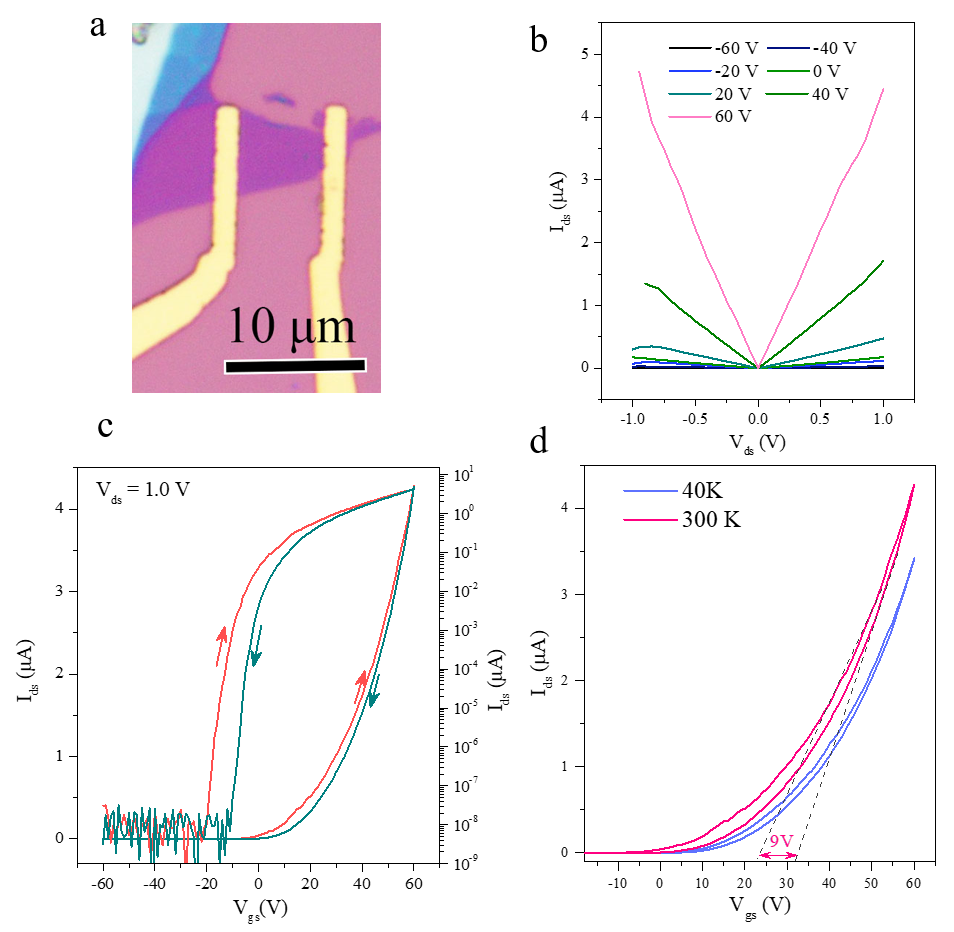 a
10 μm
b
-60 V -40 V
-20 V 0 V
20 V 40 V
60 V
5
4
3
2
1
0
I_ds (μA)
-1.0 -0.5 0.0 0.5 1.0
V_ds (V)
c
V_ds = 1.0 V
4
3
2
1
0
I_ds (μA)
10^1
10^0
10^-1
10^-2
10^-3
10^-4
10^-5
10^-6
10^-7
10^-8
10^-9
I_ds (μA)
-60 -40 -20 0 20 40 60
V_gs(V)
d
40K
300 K
4
3
2
1
0
I_ds (μA)
9V
-10 0 10 20 30 40 50 60
V_gs (V)